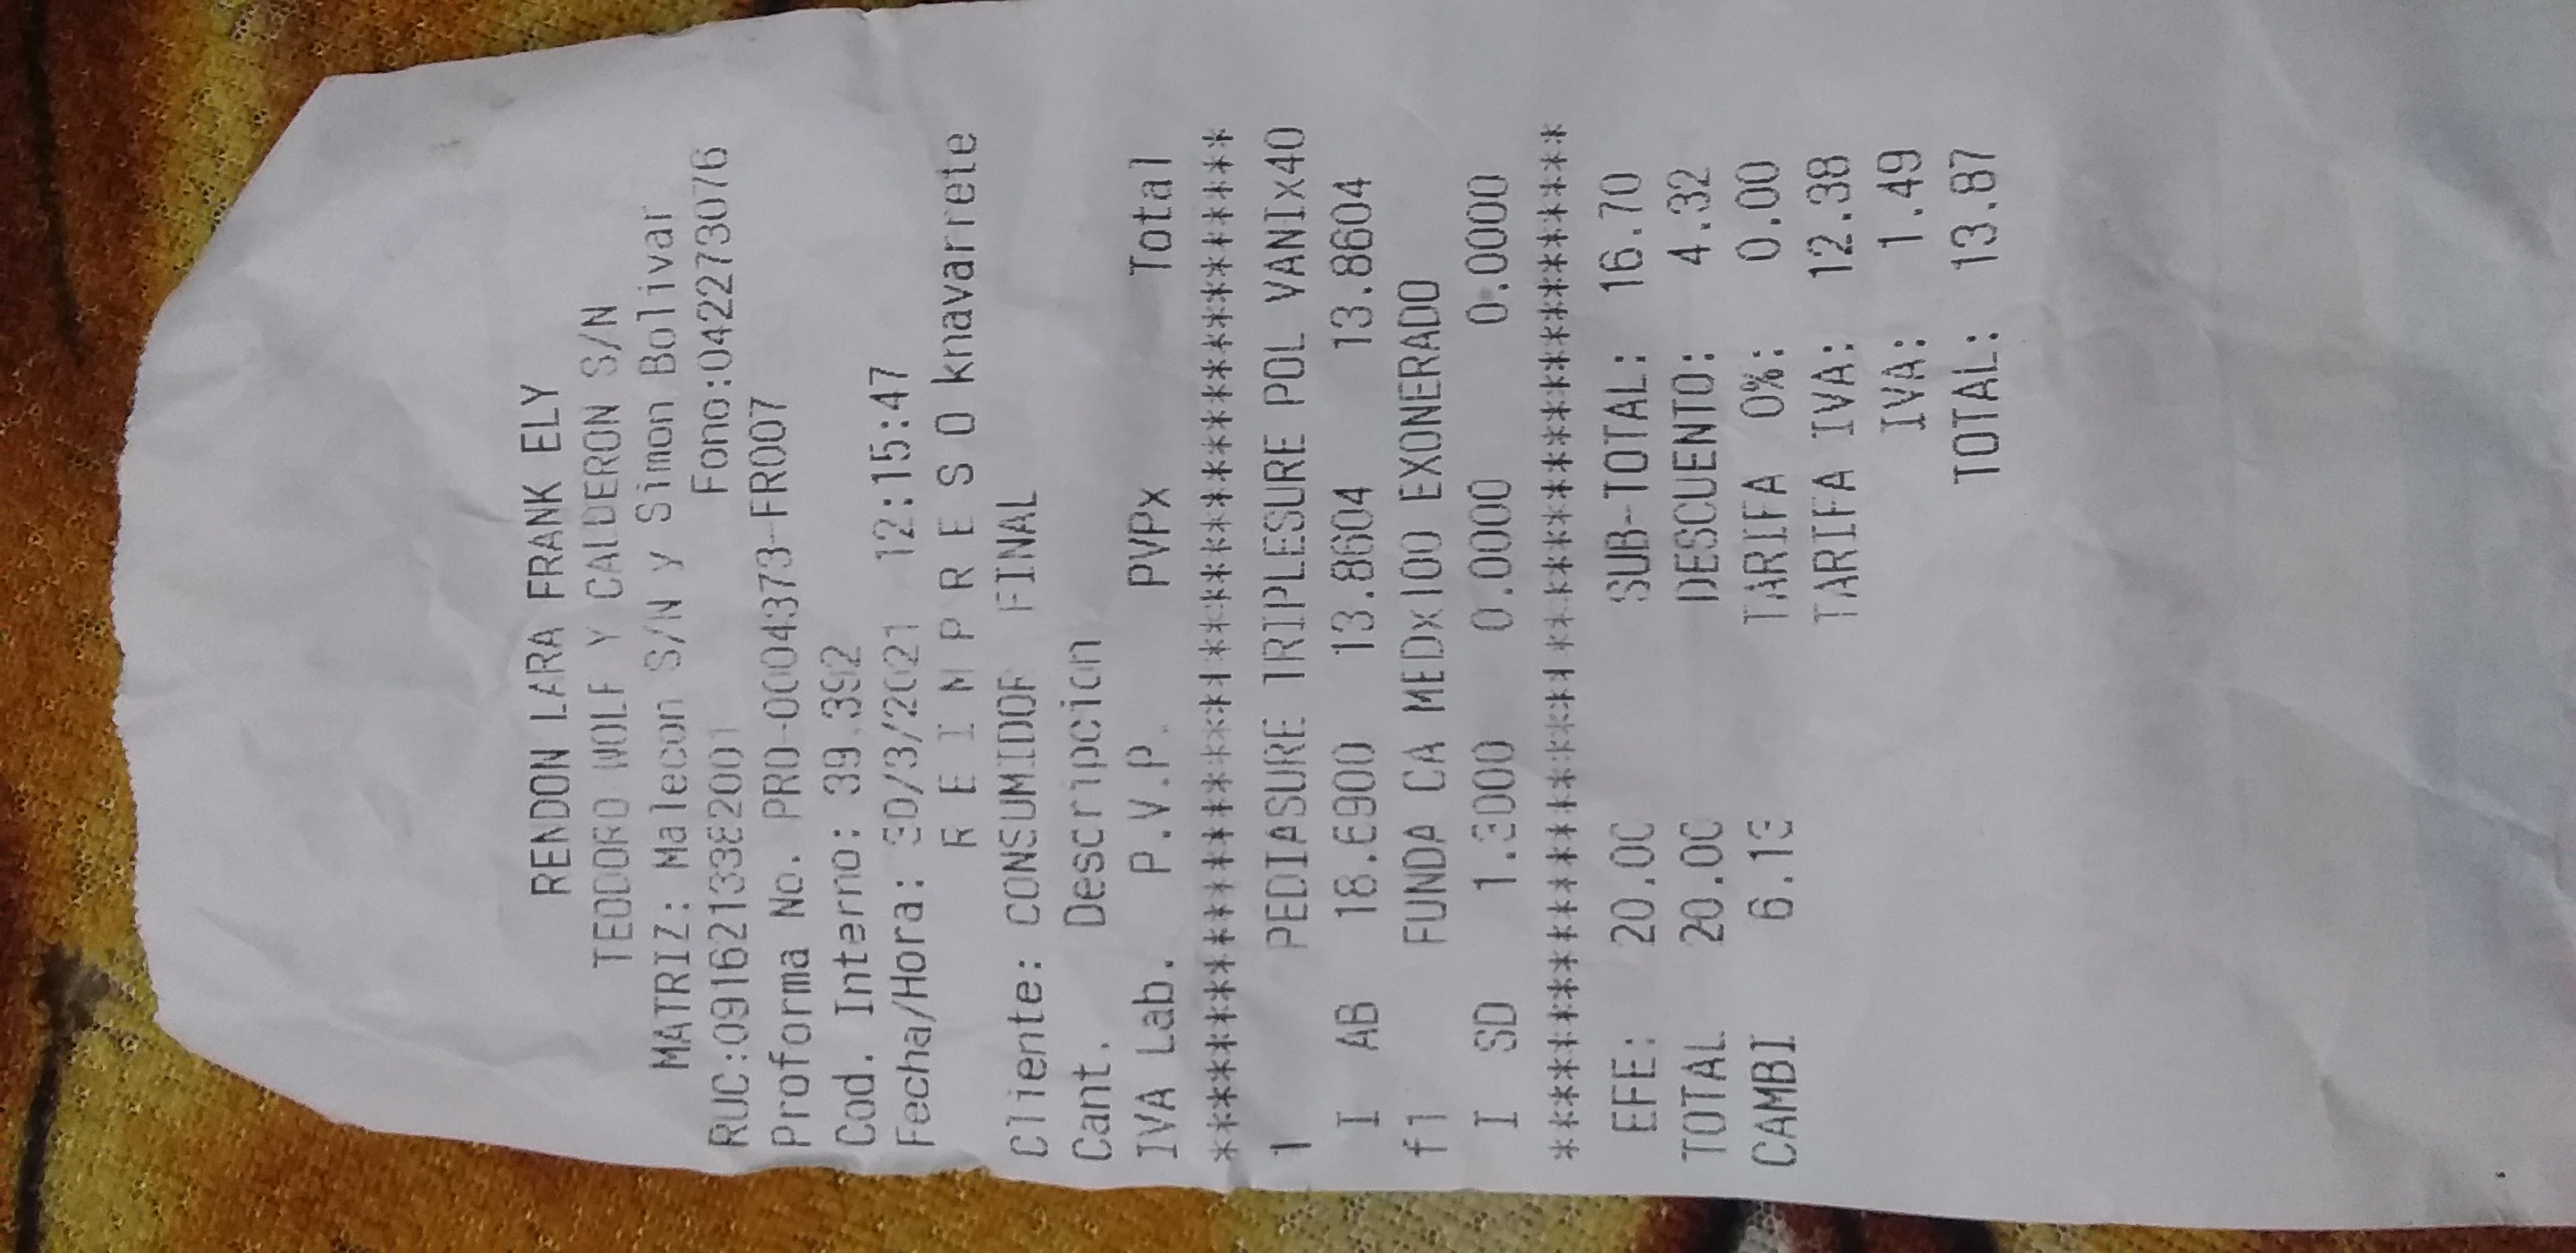 RENDON LARA FRANK ELY
TEODORO WOLF Y CALDERON S/N
MATRIZ: Malecon S/N y Simon Bolivar
RUC:0916213382001 Fono:042273076
Proforma No. PRO-0004373-FR007
Cod. Interno: 39.392
Fecha/Hora: 30/3/2021 12:15:47
R E I M P R E S O knavarrete
Cliente: CONSUMIDOR FINAL
Cant. Descripcion
IVA Lab. P.V.P. PVPx Total
****************************************
1 PEDIASURE TRIPLESURE POL VANIx40
I AB 18.6900 13.8604 13.8604
f1 FUNDA CA MEDx100 EXONERADO
I SD 1.3000 0.0000 0.0000
****************************************
EFE: 20.00 SUB-TOTAL: 16.70
TOTAL 20.00 DESCUENTO: 4.32
CAMBI 6.13 TARIFA 0%: 0.00
TARIFA IVA: 12.38
IVA: 1.49
TOTAL: 13.87